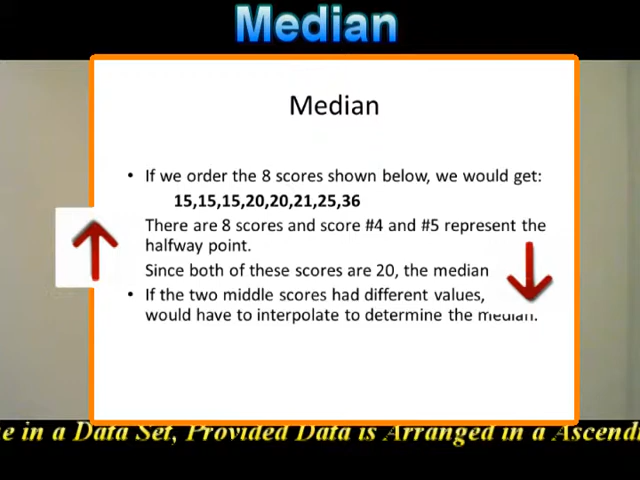 Median
Median
• If we order the 8 scores shown below, we would get:
15,15,15,20,20,21,25,36
There are 8 scores and score #4 and #5 represent the
halfway point.
Since both of these scores are 20, the median
• If the two middle scores had different values,
would have to interpolate to determine the median.
in a Data Set, Provided Data is Arranged in a